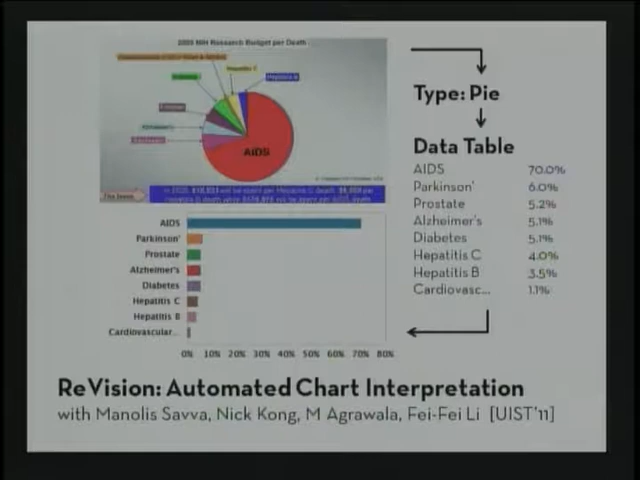 2005 NIH Research Budget per Death
Hepatitis C
Hepatitis B
AIDS
Type: Pie
Data Table
AIDS 70.0%
Parkinson' 6.0%
Prostate 5.2%
Alzheimer's 5.1%
Diabetes 5.1%
Hepatitis C 4.0%
Hepatitis B 3.5%
Cardiovasc... 1.1%
AIDS
Parkinson'
Prostate
Alzheimer's
Diabetes
Hepatitis C
Hepatitis B
Cardiovascular...
0% 10% 20% 30% 40% 50% 60% 70% 80%
ReVision: Automated Chart Interpretation
with Manolis Savva, Nick Kong, M Agrawala, Fei-Fei Li [UIST'11]